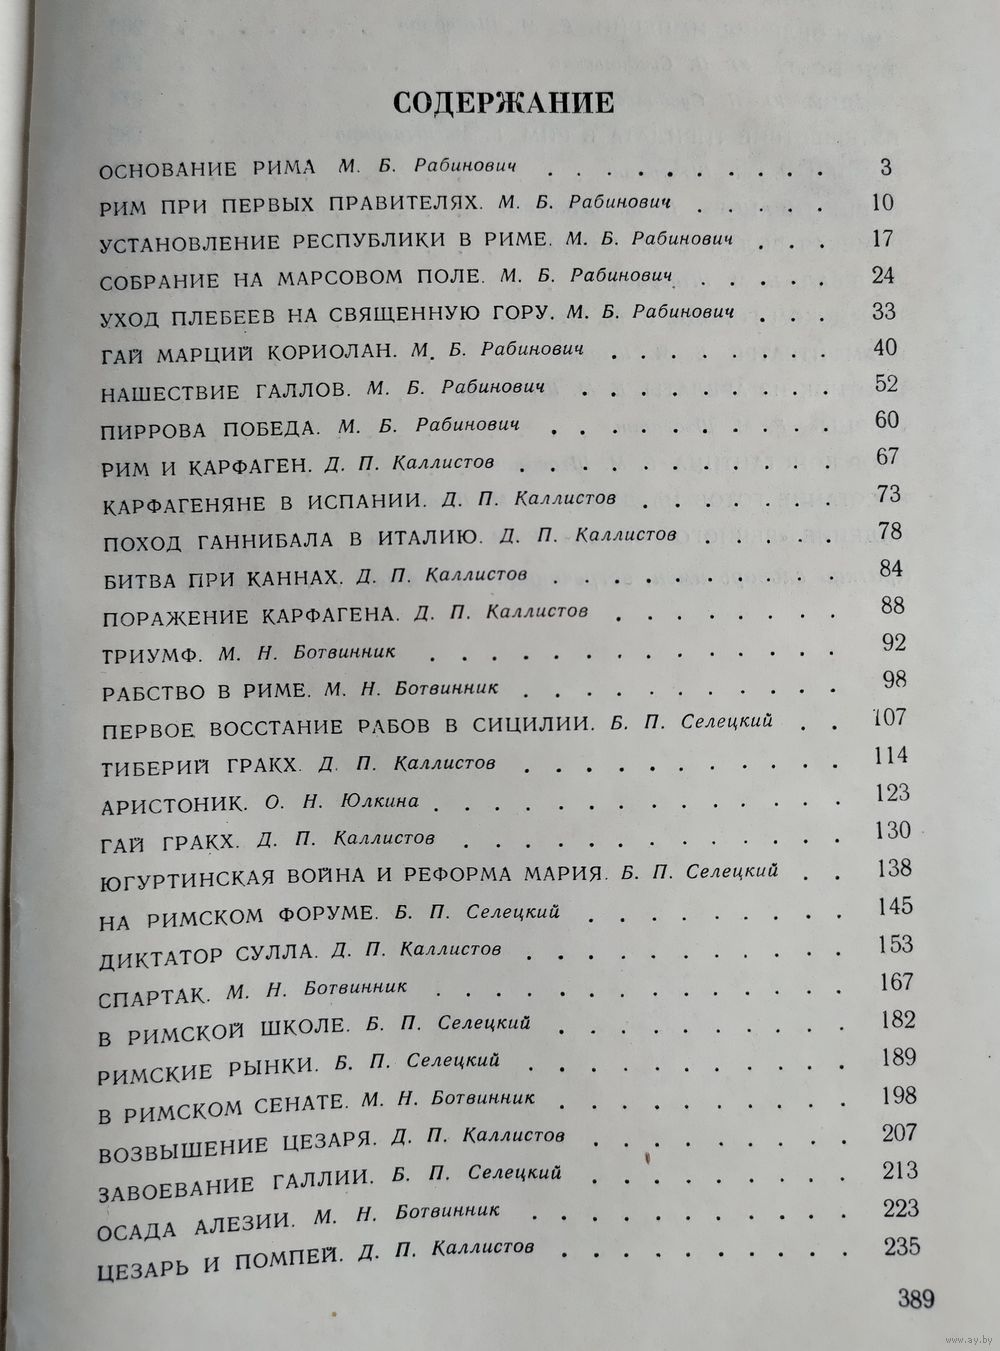 СОДЕРЖАНИЕ
ОСНОВАНИЕ РИМА М. Б. Рабинович . . . . . . . . . . 3
РИМ ПРИ ПЕРВЫХ ПРАВИТЕЛЯХ. М. Б. Рабинович . . . . . 10
УСТАНОВЛЕНИЕ РЕСПУБЛИКИ В РИМЕ. М. Б. Рабинович . . . 17
СОБРАНИЕ НА МАРСОВОМ ПОЛЕ. М. Б. Рабинович . . . . . 24
УХОД ПЛЕБЕЕВ НА СВЯЩЕННУЮ ГОРУ. М. Б. Рабинович . . . 33
ГАЙ МАРЦИЙ КОРИОЛАН. М. Б. Рабинович . . . . . . . . 40
НАШЕСТВИЕ ГАЛЛОВ. М. Б. Рабинович . . . . . . . . . 52
ПИРРОВА ПОБЕДА. М. Б. Рабинович . . . . . . . . . . 60
РИМ И КАРФАГЕН. Д. П. Каллистов . . . . . . . . . . . 67
КАРФАГЕНЯНЕ В ИСПАНИИ. Д. П. Каллистов . . . . . . . 73
ПОХОД ГАННИБАЛА В ИТАЛИЮ. Д. П. Каллистов . . . . . 78
БИТВА ПРИ КАННАХ. Д. П. Каллистов . . . . . . . . . . 84
ПОРАЖЕНИЕ КАРФАГЕНА. Д. П. Каллистов . . . . . . . . 88
ТРИУМФ. М. Н. Ботвинник . . . . . . . . . . . . . . 92
РАБСТВО В РИМЕ. М. Н. Ботвинник . . . . . . . . . . . 98
ПЕРВОЕ ВОССТАНИЕ РАБОВ В СИЦИЛИИ. Б. П. Селецкий . . 107
ТИБЕРИЙ ГРАКХ. Д. П. Каллистов . . . . . . . . . . . 114
АРИСТОНИК. О. Н. Юлкина . . . . . . . . . . . . . . 123
ГАЙ ГРАКХ. Д. П. Каллистов . . . . . . . . . . . . . 130
ЮГУРТИНСКАЯ ВОЙНА И РЕФОРМА МАРИЯ. Б. П. Селецкий . . 138
НА РИМСКОМ ФОРУМЕ. Б. П. Селецкий . . . . . . . . . 145
ДИКТАТОР СУЛЛА. Д. П. Каллистов . . . . . . . . . . . 153
СПАРТАК. М. Н. Ботвинник . . . . . . . . . . . . . . 167
В РИМСКОЙ ШКОЛЕ. Б. П. Селецкий . . . . . . . . . . 182
РИМСКИЕ РЫНКИ. Б. П. Селецкий . . . . . . . . . . . 189
В РИМСКОМ СЕНАТЕ. М. Н. Ботвинник . . . . . . . . . . 198
ВОЗВЫШЕНИЕ ЦЕЗАРЯ. Д. П. Каллистов . . . . . . . . . 207
ЗАВОЕВАНИЕ ГАЛЛИИ. Б. П. Селецкий . . . . . . . . . 213
ОСАДА АЛЕЗИИ. М. Н. Ботвинник . . . . . . . . . . . 223
ЦЕЗАРЬ И ПОМПЕЙ. Д. П. Каллистов . . . . . . . . . . 235
389
www.ay.by